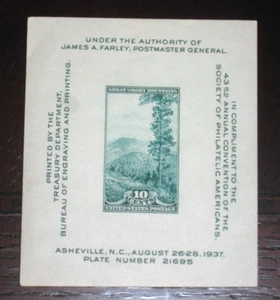 UNDER THE AUTHORITY OF
JAMES A. FARLEY, POSTMASTER GENERAL.
PRINTED BY THE
TREASURY DEPARTMENT,
BUREAU OF ENGRAVING AND PRINTING.
GREAT SMOKY MOUNTAINS
10
CENTS
UNITED STATES POSTAGE
IN COMPLIMENT TO THE
43RD ANNUAL CONVENTION OF THE
SOCIETY OF PHILATELIC AMERICANS.
ASHEVILLE, N.C., AUGUST 26-28, 1937.
PLATE NUMBER 21695